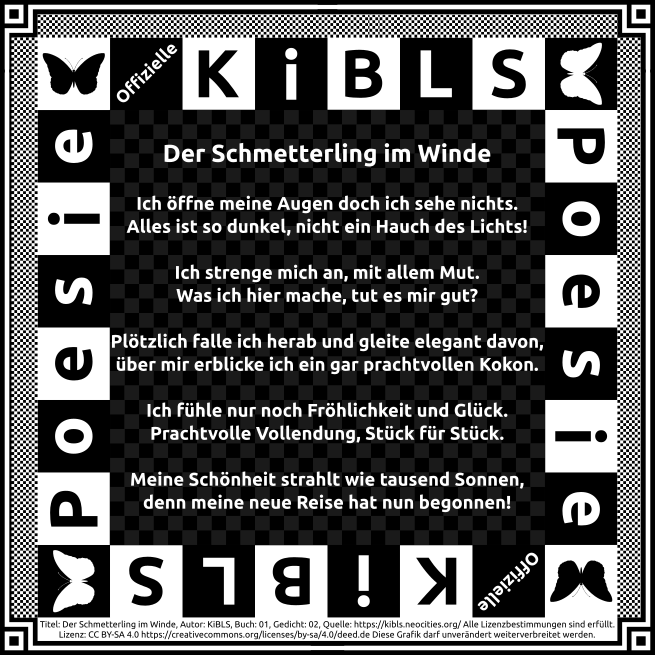 Offizielle KiBLS
Poesie
Poesie
Der Schmetterling im Winde
Ich öffne meine Augen doch ich sehe nichts.
Alles ist so dunkel, nicht ein Hauch des Lichts!
Ich strenge mich an, mit allem Mut.
Was ich hier mache, tut es mir gut?
Plötzlich falle ich herab und gleite elegant davon,
über mir erblicke ich ein gar prachtvollen Kokon.
Ich fühle nur noch Fröhlichkeit und Glück.
Prachtvolle Vollendung, Stück für Stück.
Meine Schönheit strahlt wie tausend Sonnen,
denn meine neue Reise hat nun begonnen!
Offizielle KiBLS
Titel: Der Schmetterling im Winde, Autor: KiBLS, Buch: 01, Gedicht: 02, Quelle: https://kibls.neocities.org/ Alle Lizenzbestimmungen sind erfüllt.
Lizenz: CC BY-SA 4.0 https://creativecommons.org/licenses/by-sa/4.0/deed.de Diese Grafik darf unverändert weiterverbreitet werden.